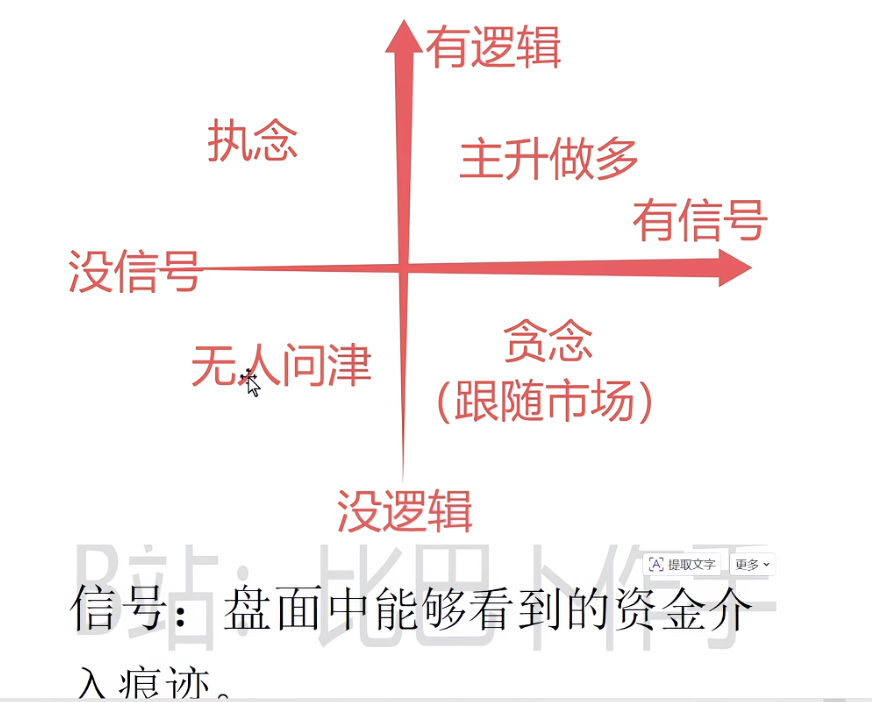 有逻辑
执念
主升做多
有信号
没信号
无人问津
贪念
（跟随市场）
没逻辑
B站：比巴卜作手
提取文字 更多
信号：盘面中能够看到的资金介
入痕迹。